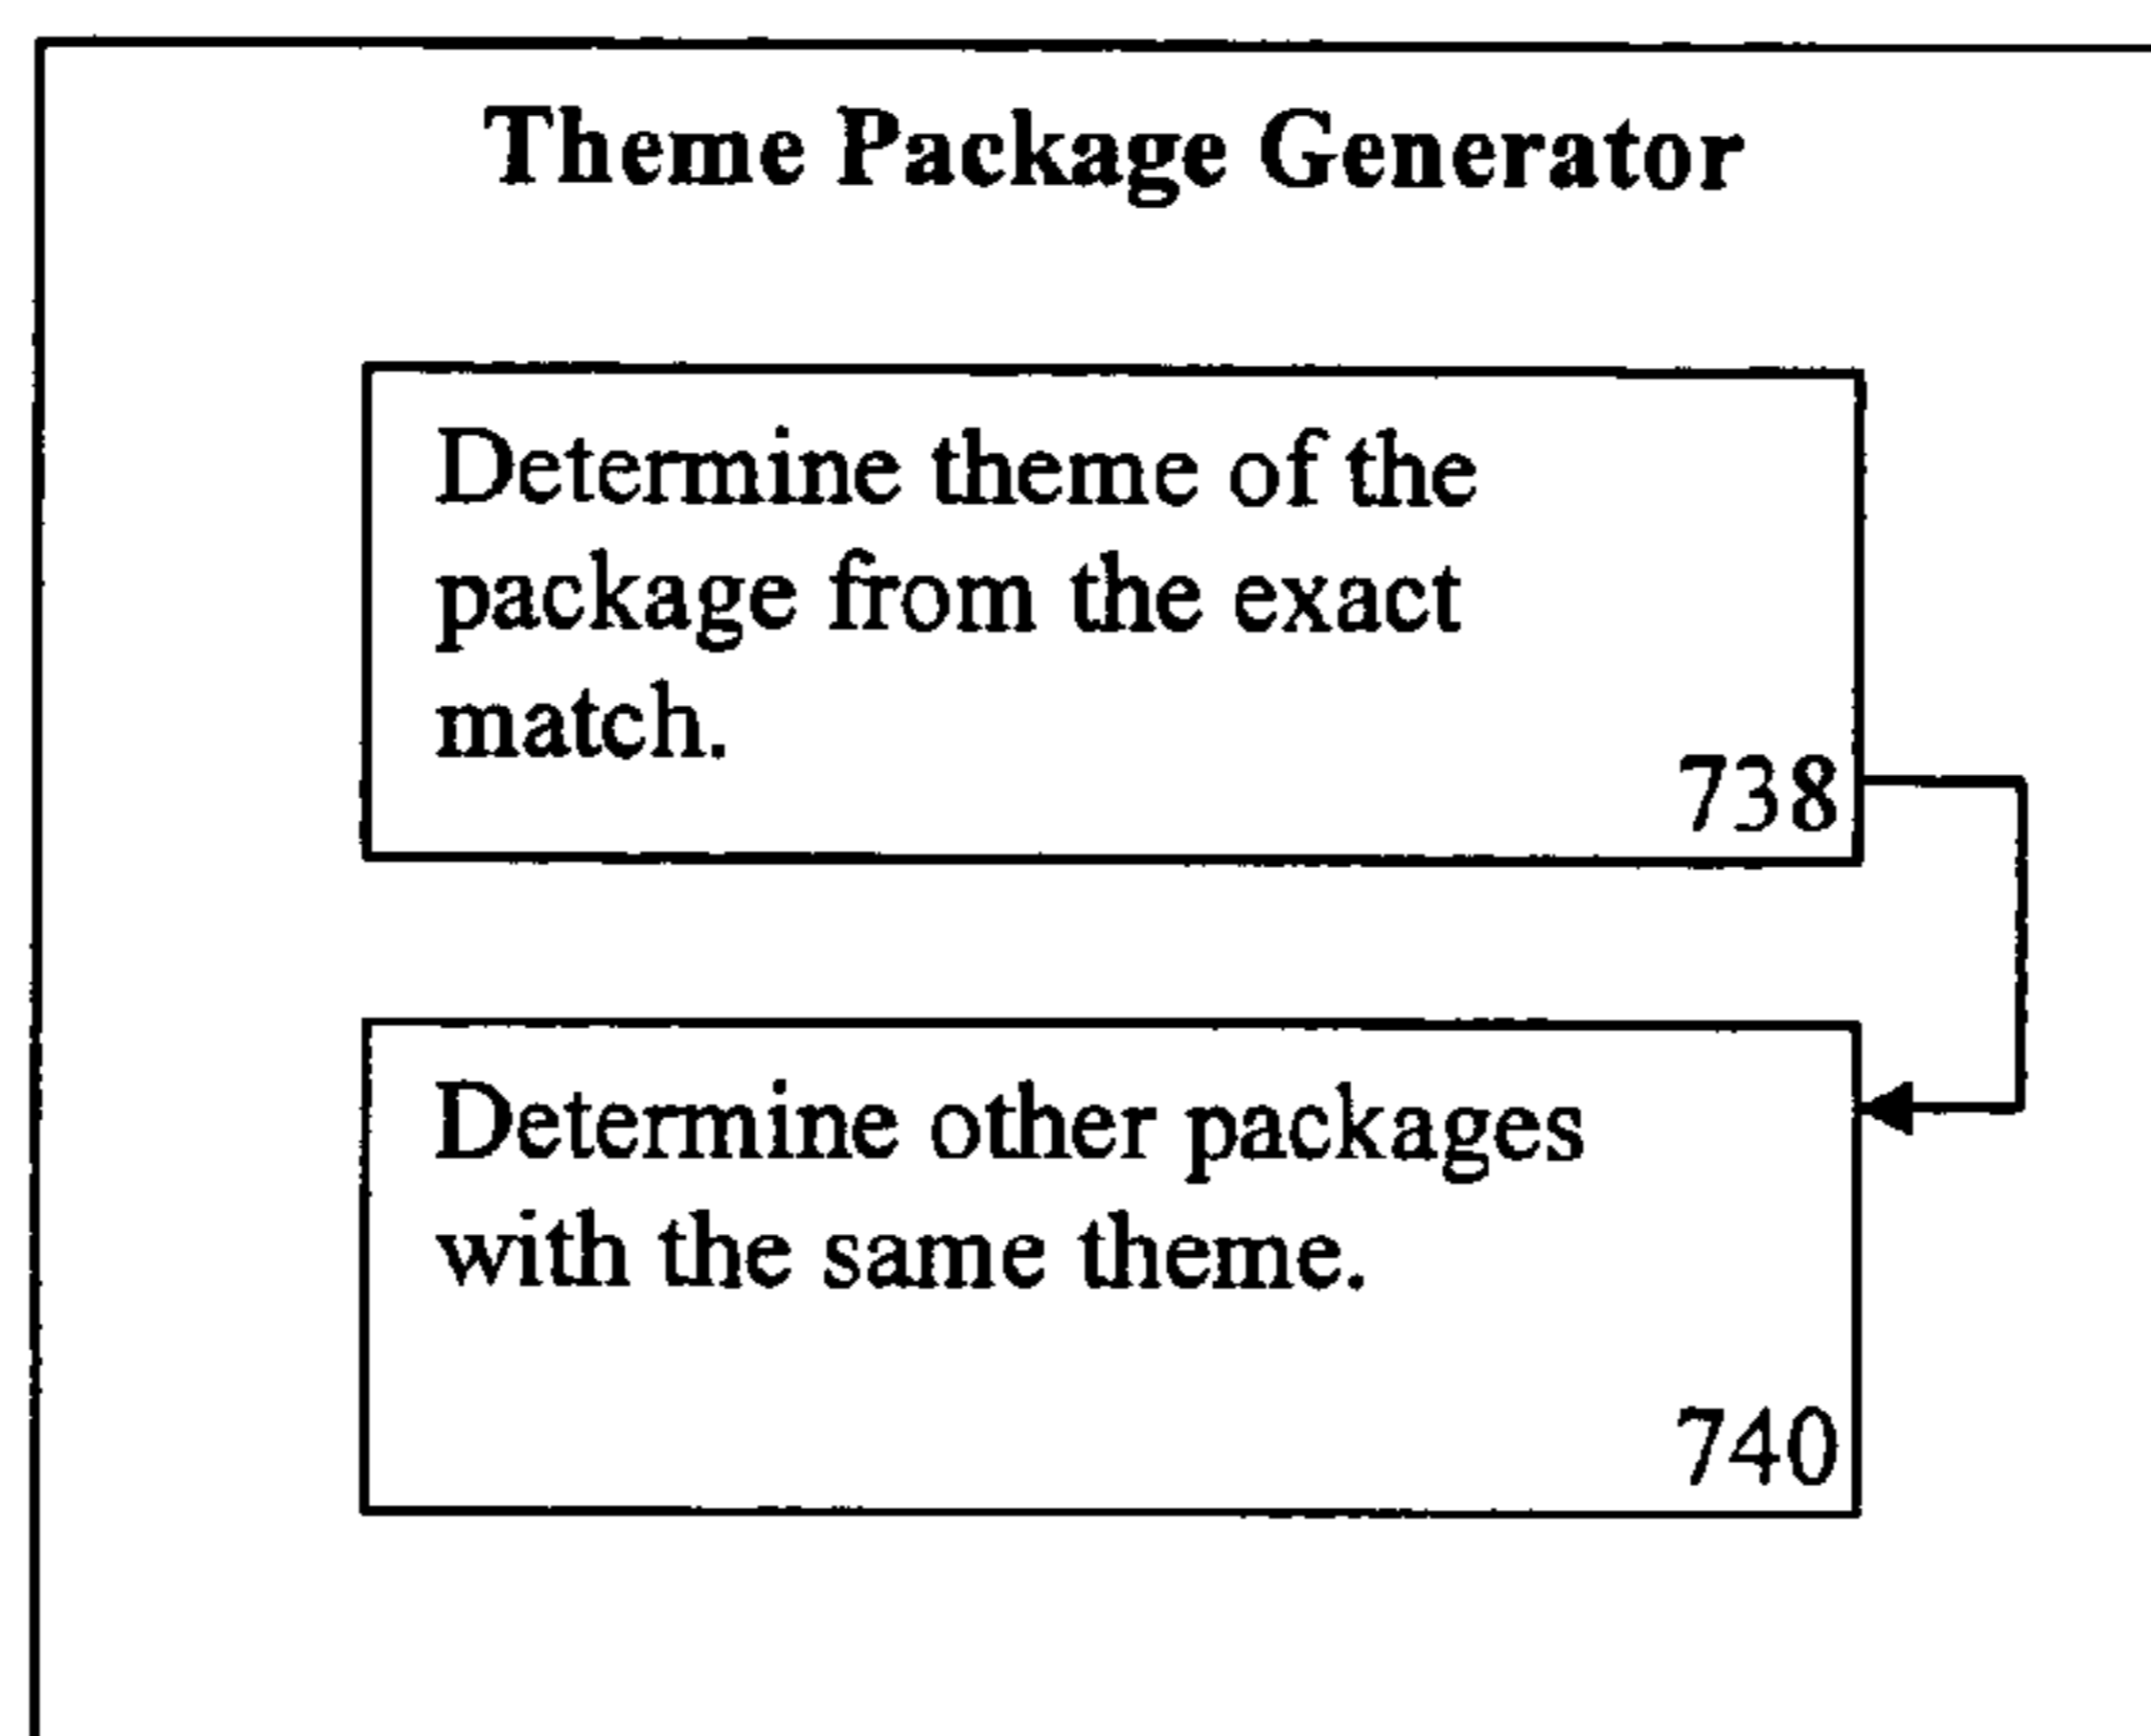 Theme Package Generator
Determine theme of the
package from the exact
match.
738
Determine other packages
with the same theme.
740